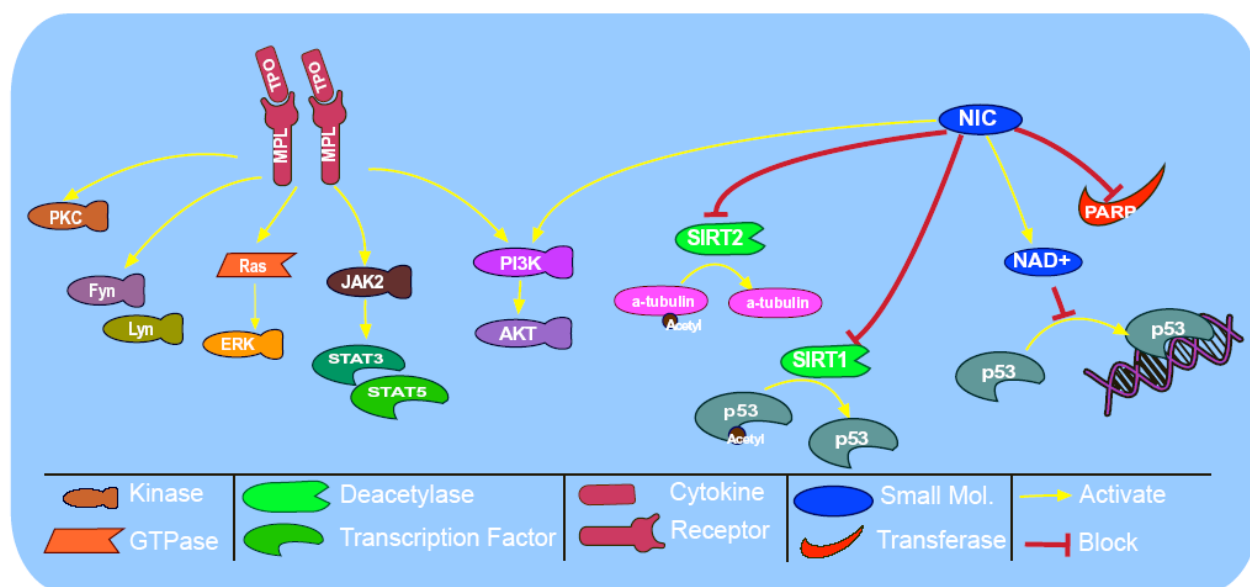 TPO
TPO
MPL
MPL
NIC
PKC
PARP
SIRT2
Fyn
Ras
JAK2
PI3K
NAD+
a-tubulin
a-tubulin
Acetyl
Lyn
ERK
AKT
p53
STAT3
SIRT1
p53
STAT5
p53
Acetyl
p53
Kinase
Deacetylase
Cytokine
Small Mol.
Activate
GTPase
Transcription Factor
Receptor
Transferase
Block